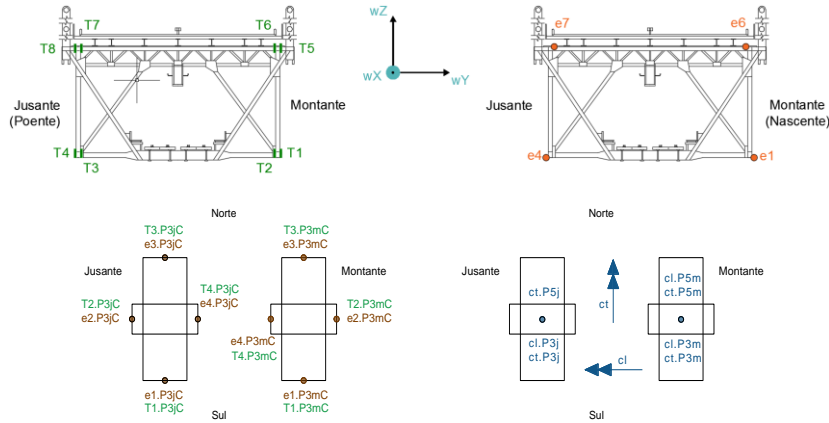 wZ
wX
wY
T7
T6
T8
T5
Jusante
(Poente)
Montante
T4
T3
T2
T1
e7
e6
Jusante
Montante
(Nascente)
e4
e1
Norte
T3.P3jC
e3.P3jC
T3.P3mC
e3.P3mC
Jusante
Montante
T4.P3jC
e4.P3jC
T2.P3jC
e2.P3jC
T2.P3mC
e2.P3mC
e4.P3mC
T4.P3mC
e1.P3jC
T1.P3jC
e1.P3mC
T1.P3mC
Sul
Norte
Jusante
Montante
ct.P5j
ct
cl.P5m
ct.P5m
cl.P3j
ct.P3j
cl.P3m
ct.P3m
cl
Sul